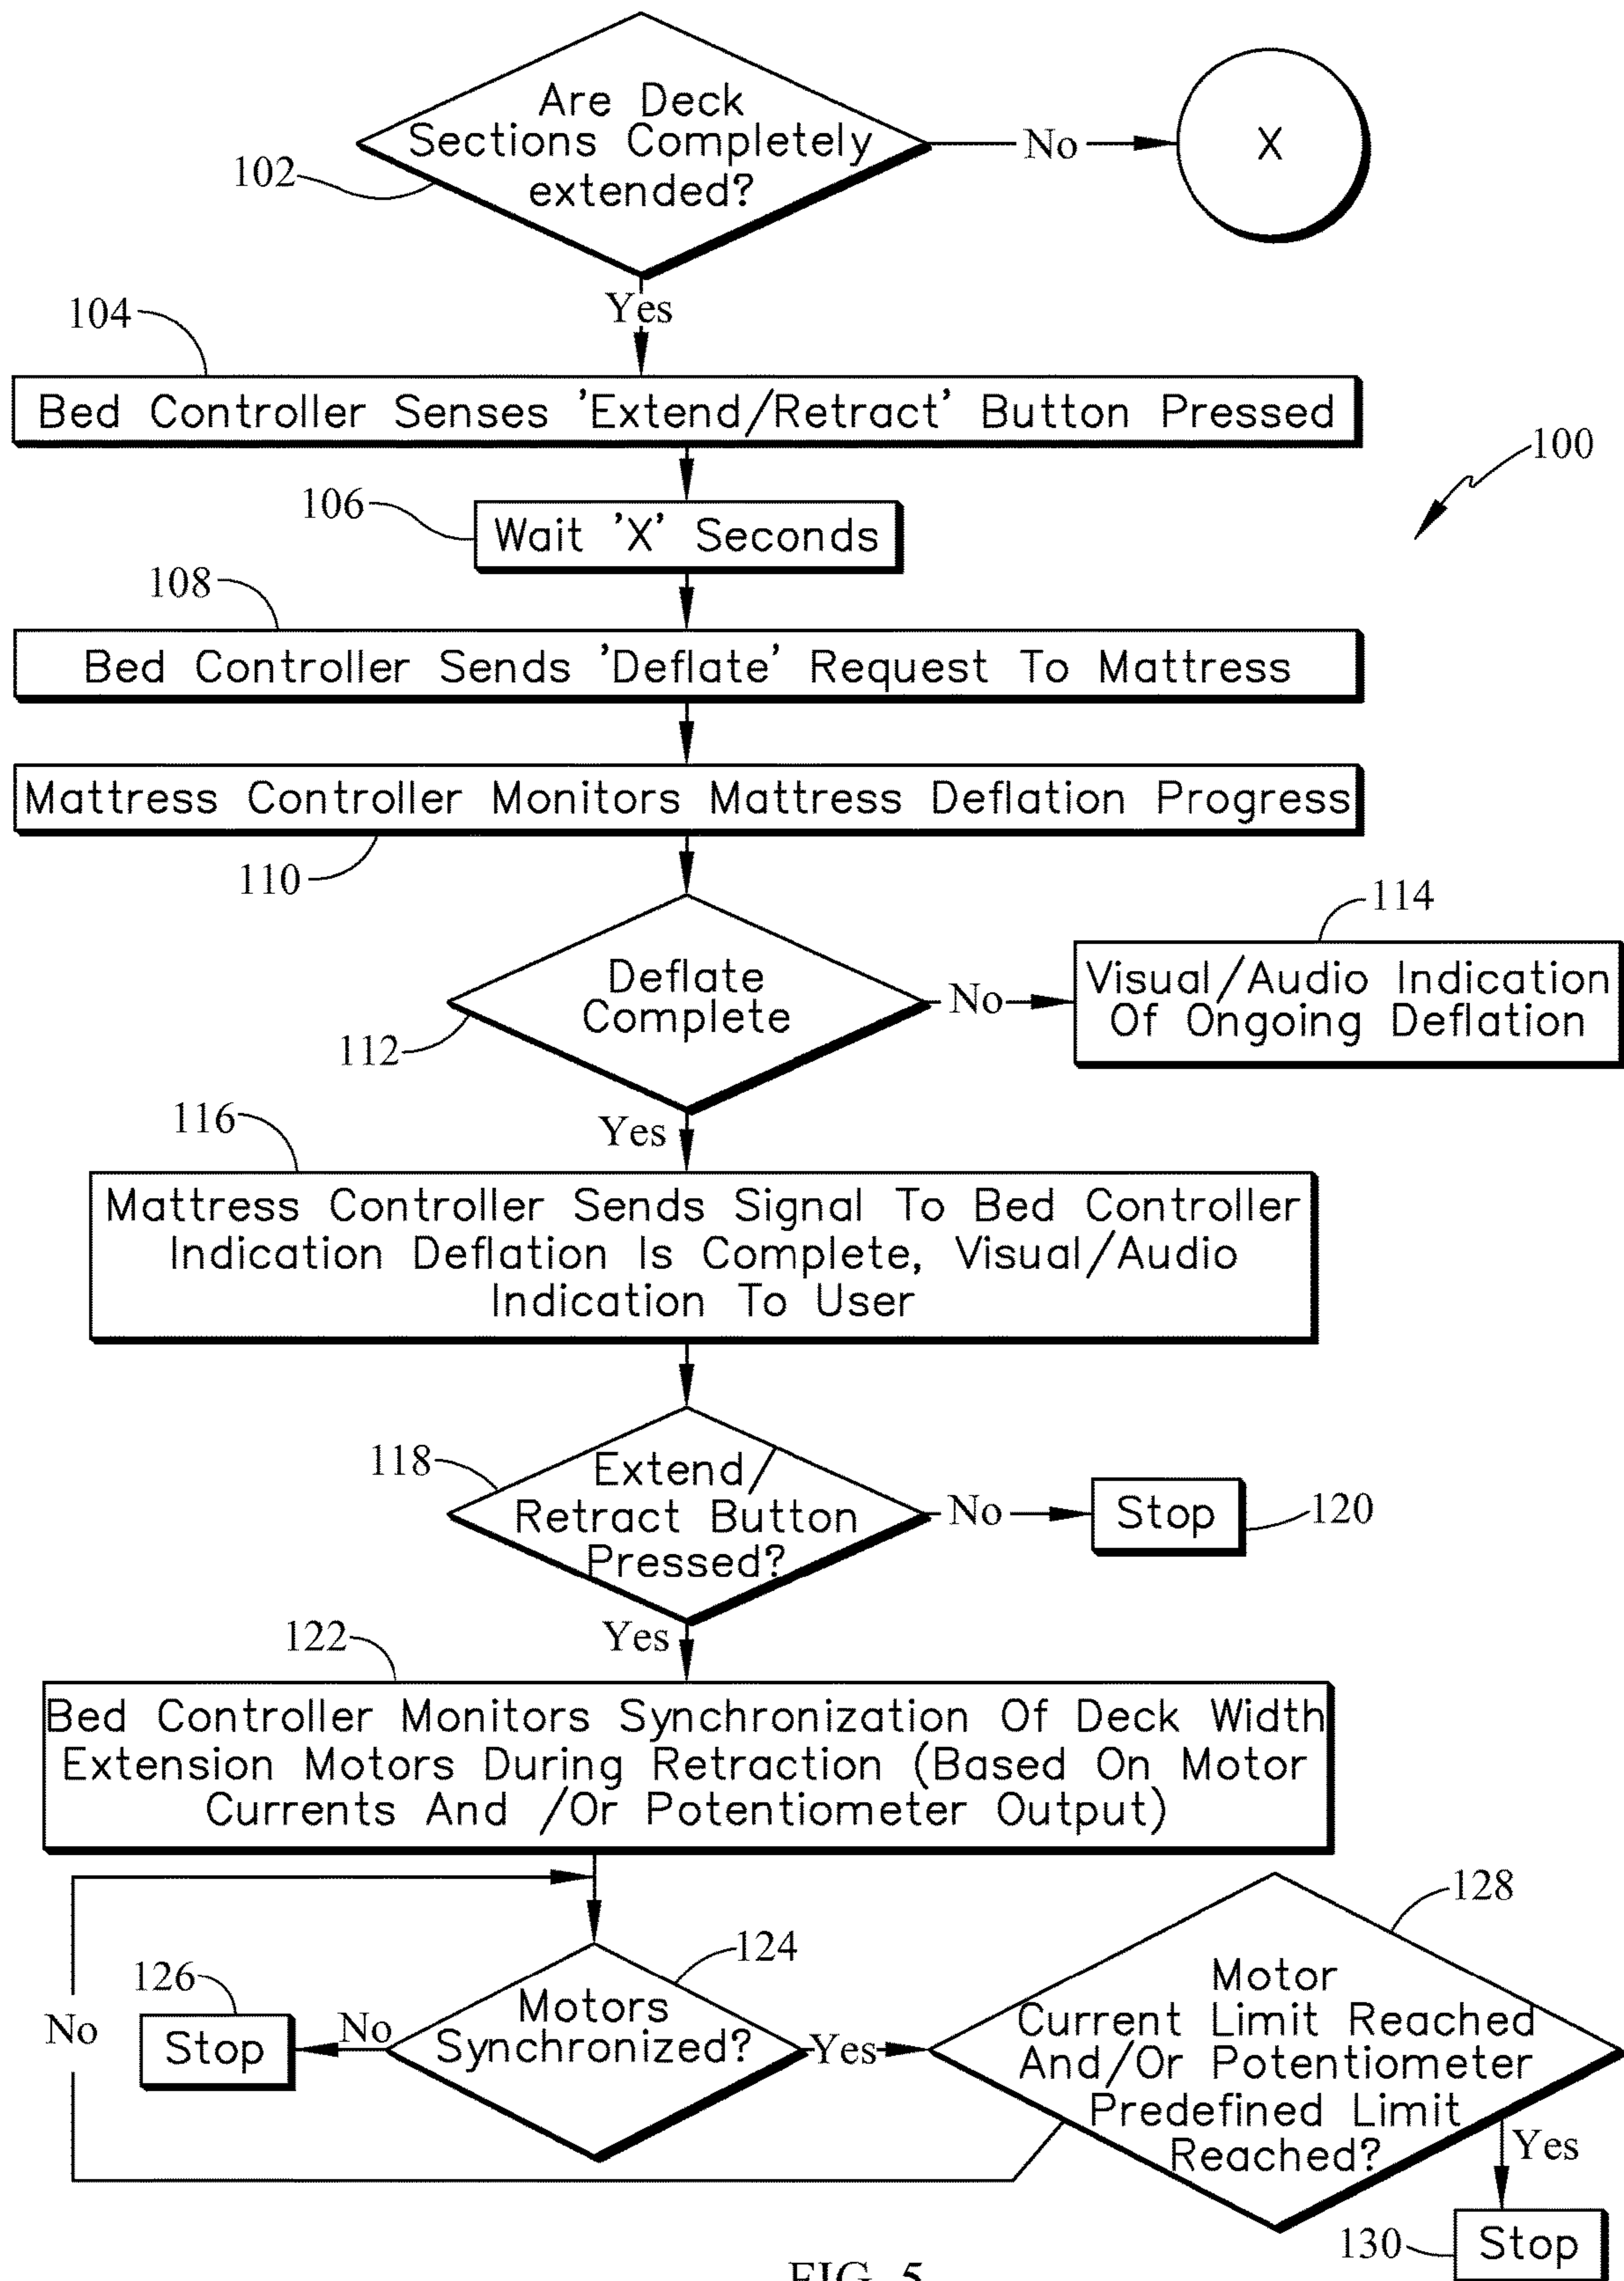 Are Deck
Sections Completely
extended?
102
No
X
Yes
104
Bed Controller Senses 'Extend/Retract' Button Pressed
100
106
Wait 'X' Seconds
108
Bed Controller Sends 'Deflate' Request To Mattress
Mattress Controller Monitors Mattress Deflation Progress
110
114
Deflate
Complete
No
Visual/Audio Indication
Of Ongoing Deflation
112
116
Yes
Mattress Controller Sends Signal To Bed Controller
Indication Deflation Is Complete, Visual/Audio
Indication To User
118
Extend/
Retract Button
Pressed?
No
Stop
120
122
Yes
Bed Controller Monitors Synchronization Of Deck Width
Extension Motors During Retraction (Based On Motor
Currents And /Or Potentiometer Output)
128
124
126
No
Stop
No
Motors
Synchronized?
Yes
Motor
Current Limit Reached
And/Or Potentiometer
Predefined Limit
Reached?
Yes
130
Stop
FIG. 5